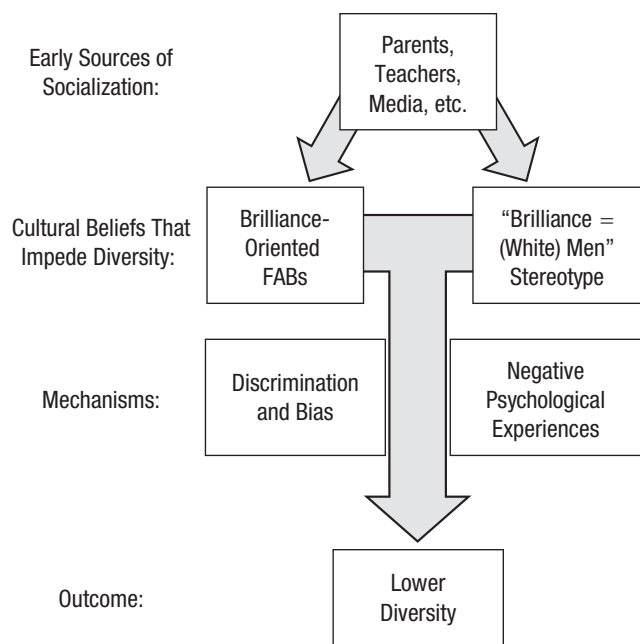 Early Sources of
Socialization:
Parents,
Teachers,
Media, etc.
Cultural Beliefs That
Impede Diversity:
Brilliance-
Oriented
FABs
“Brilliance =
(White) Men”
Stereotype
Mechanisms:
Discrimination
and Bias
Negative
Psychological
Experiences
Outcome:
Lower
Diversity